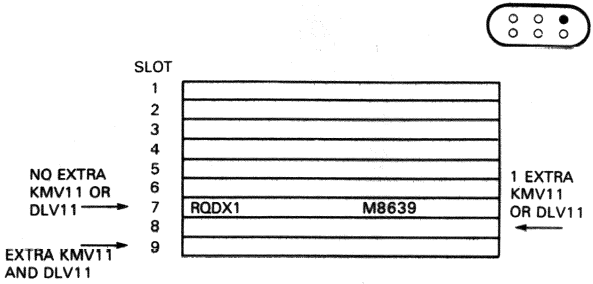 SLOT
1
2
3
4
5
6
NO EXTRA
KMV11 OR
DLV11
7 RQDX1 M8639
1 EXTRA
KMV11
OR DLV11
8
9
EXTRA KMV11
AND DLV11